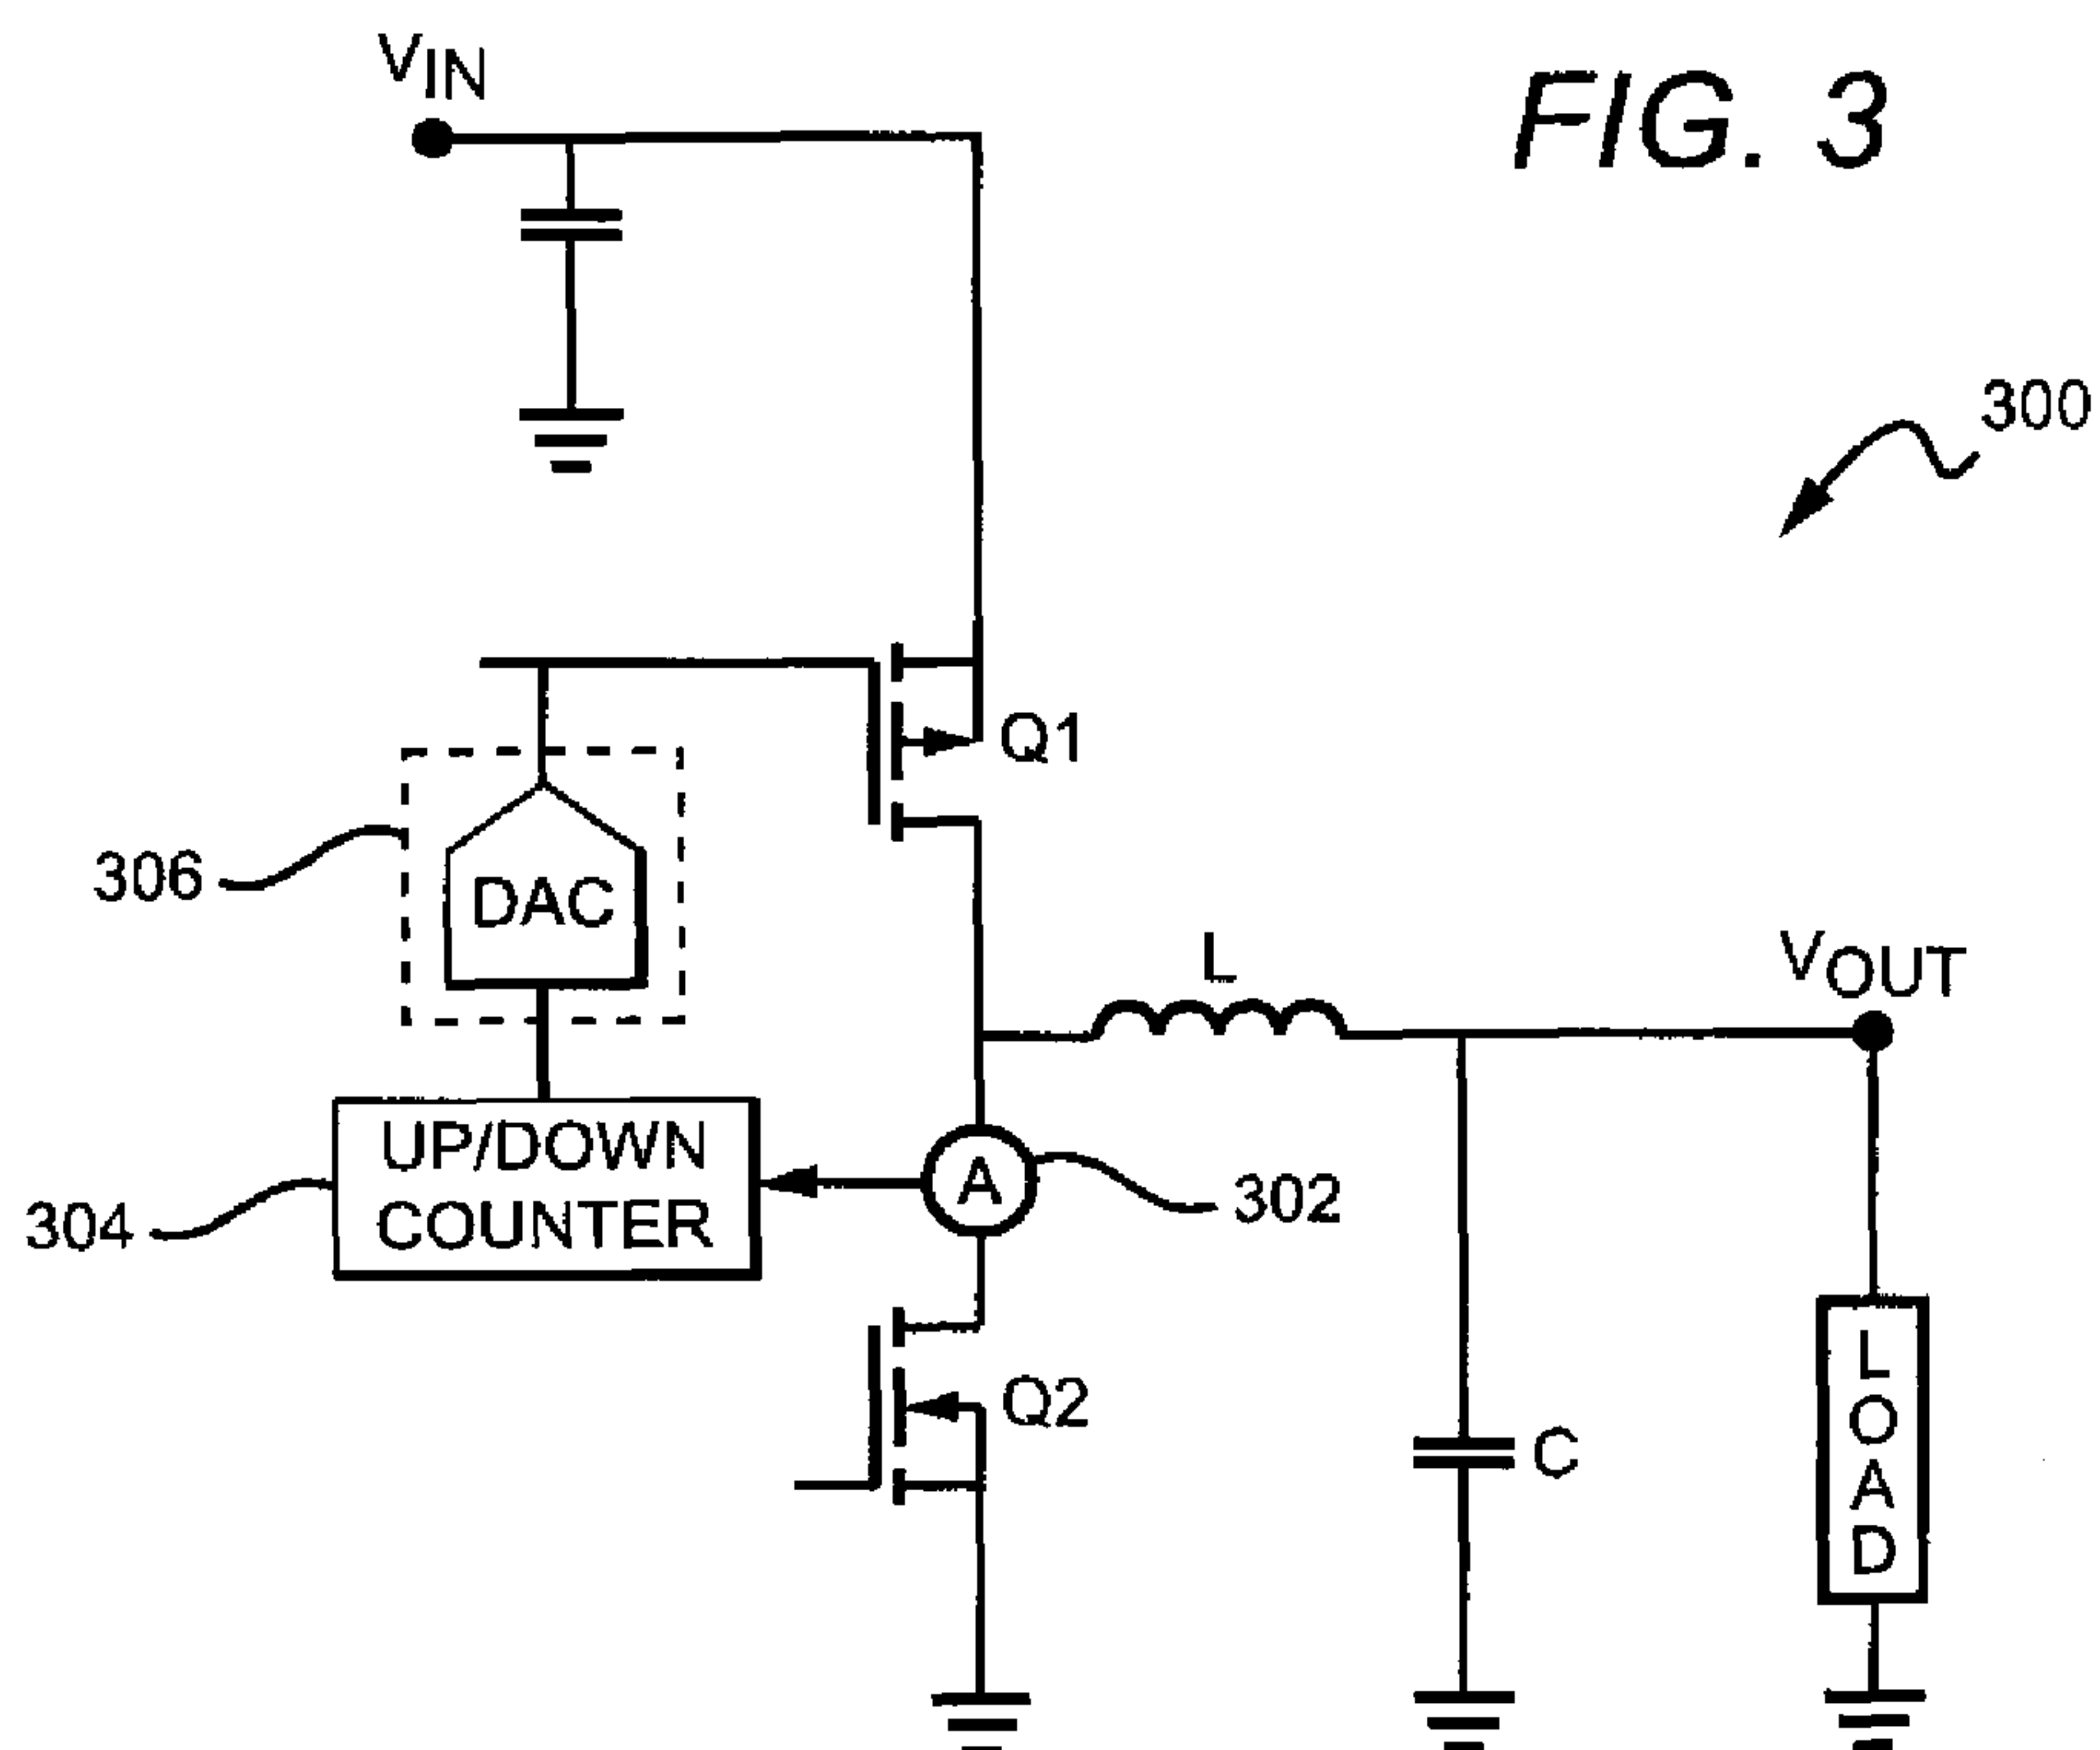 VIN
FIG. 3
300
Q1
306
DAC
L
VOUT
UP/DOWN
COUNTER
304
A
302
Q2
C
LOAD